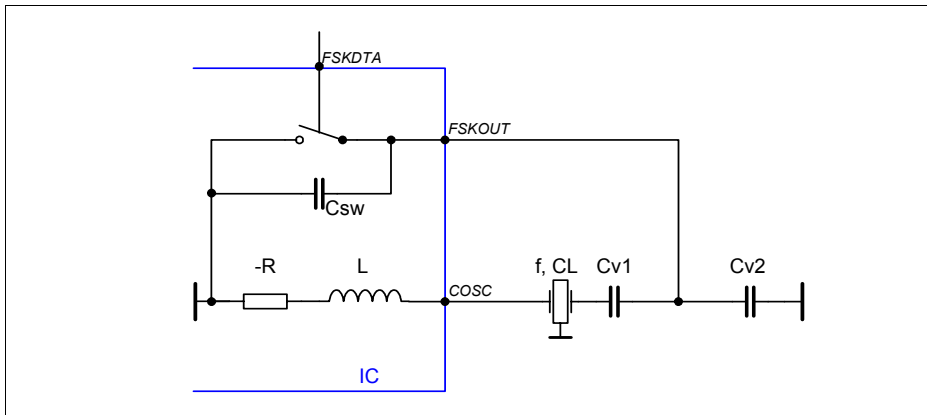 FSKDTA
FSKOUT
Csw
-R L f, CL Cv1 Cv2
COSC
IC